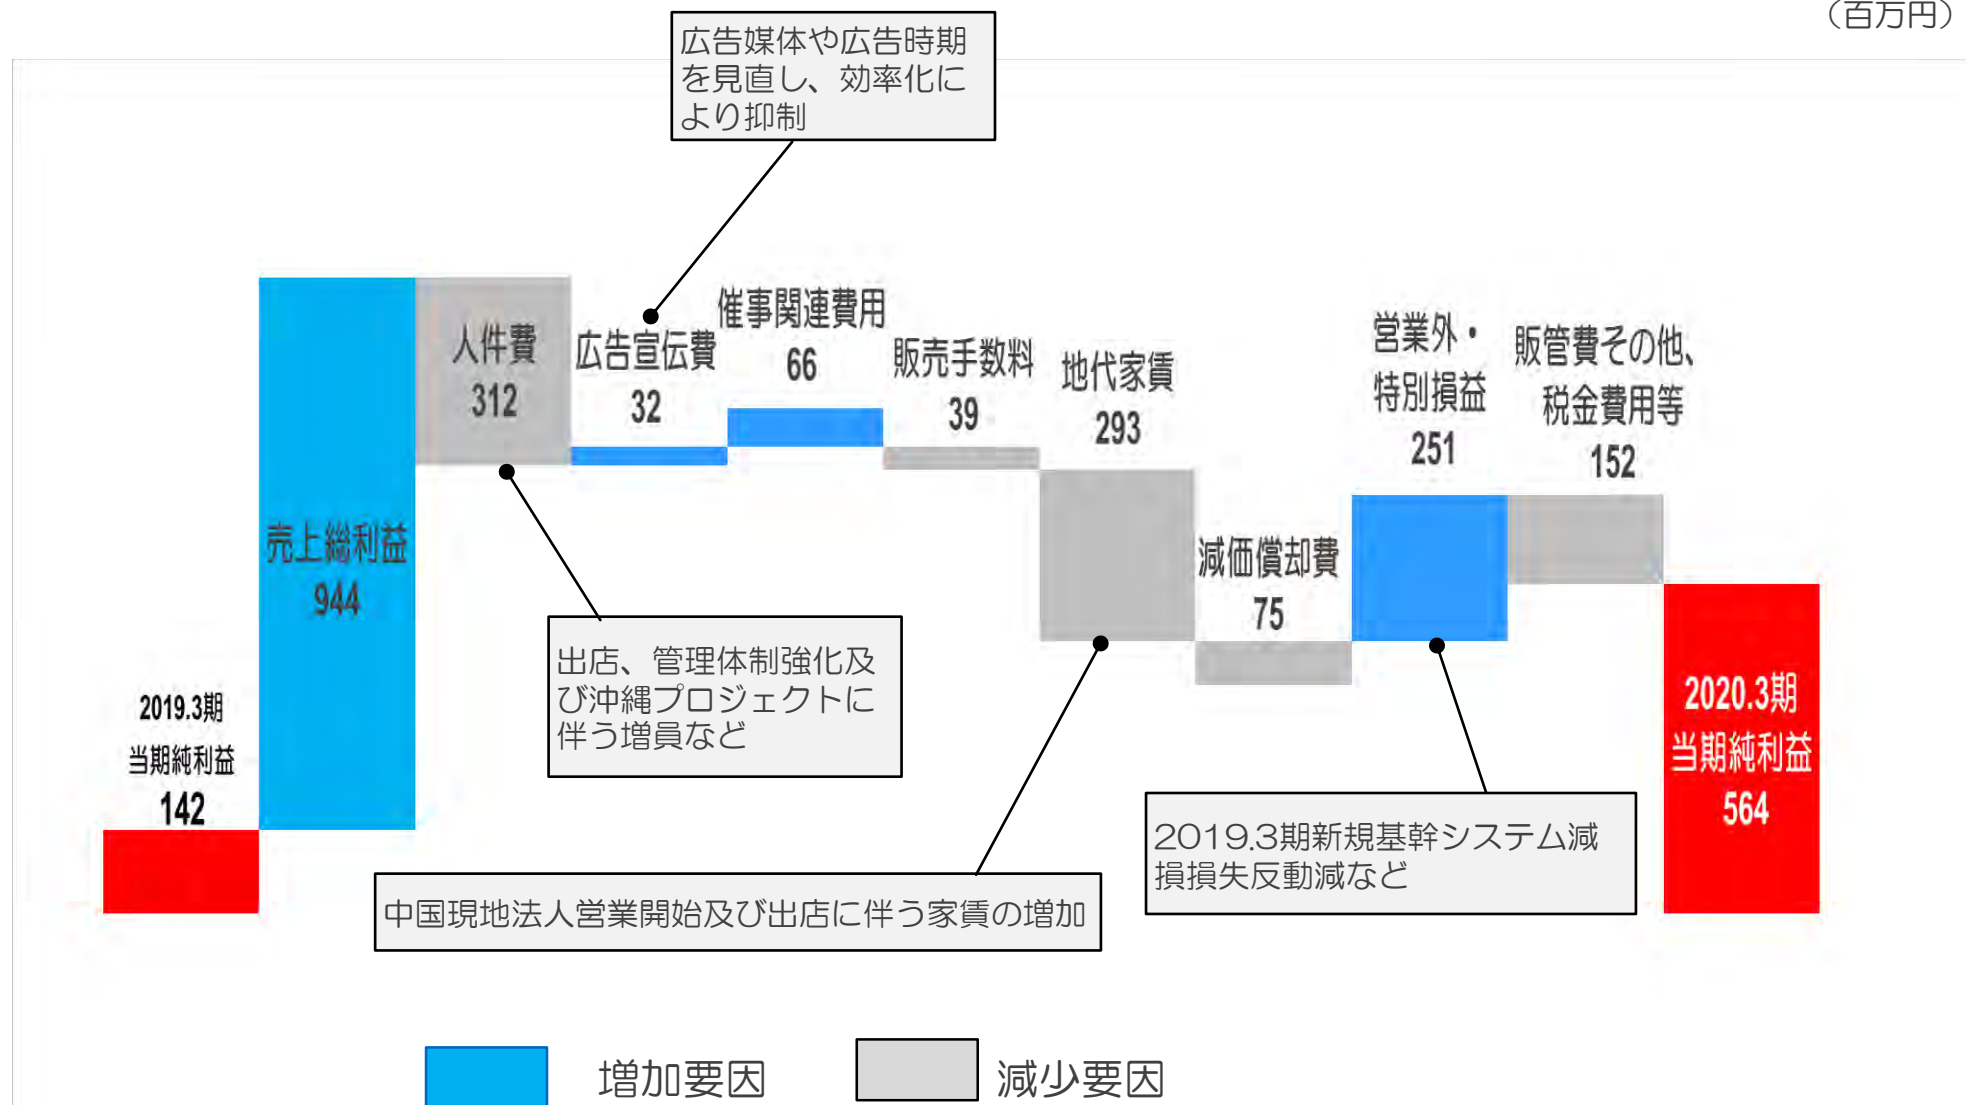 （百万円）
広告媒体や広告時期
を見直し、効率化に
より抑制
2019.3期
当期純利益
142
売上総利益
944
人件費
312
広告宣伝費
32
催事関連費用
66
販売手数料
39
地代家賃
293
減価償却費
75
営業外・
特別損益
251
販管費その他、
税金費用等
152
2020.3期
当期純利益
564
出店、管理体制強化及
び沖縄プロジェクトに
伴う増員など
中国現地法人営業開始及び出店に伴う家賃の増加
2019.3期新規基幹システム減
損損失反動減など
増加要因
減少要因